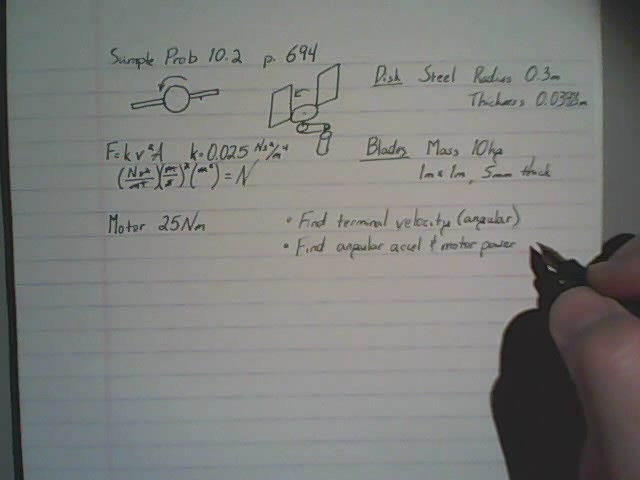 Sample Prob 10.2 p. 694
Disk Steel Radius 0.3m
Thickness 0.0398m
F = k v² A k = 0.025 Ns²/m⁴
(Ns²/m⁴)(m/s)²(m²) = N
Blades Mass 10kg
1m x 1m, 5mm thick
Motor 25Nm
• Find terminal velocity (angular)
• Find angular accel & motor power